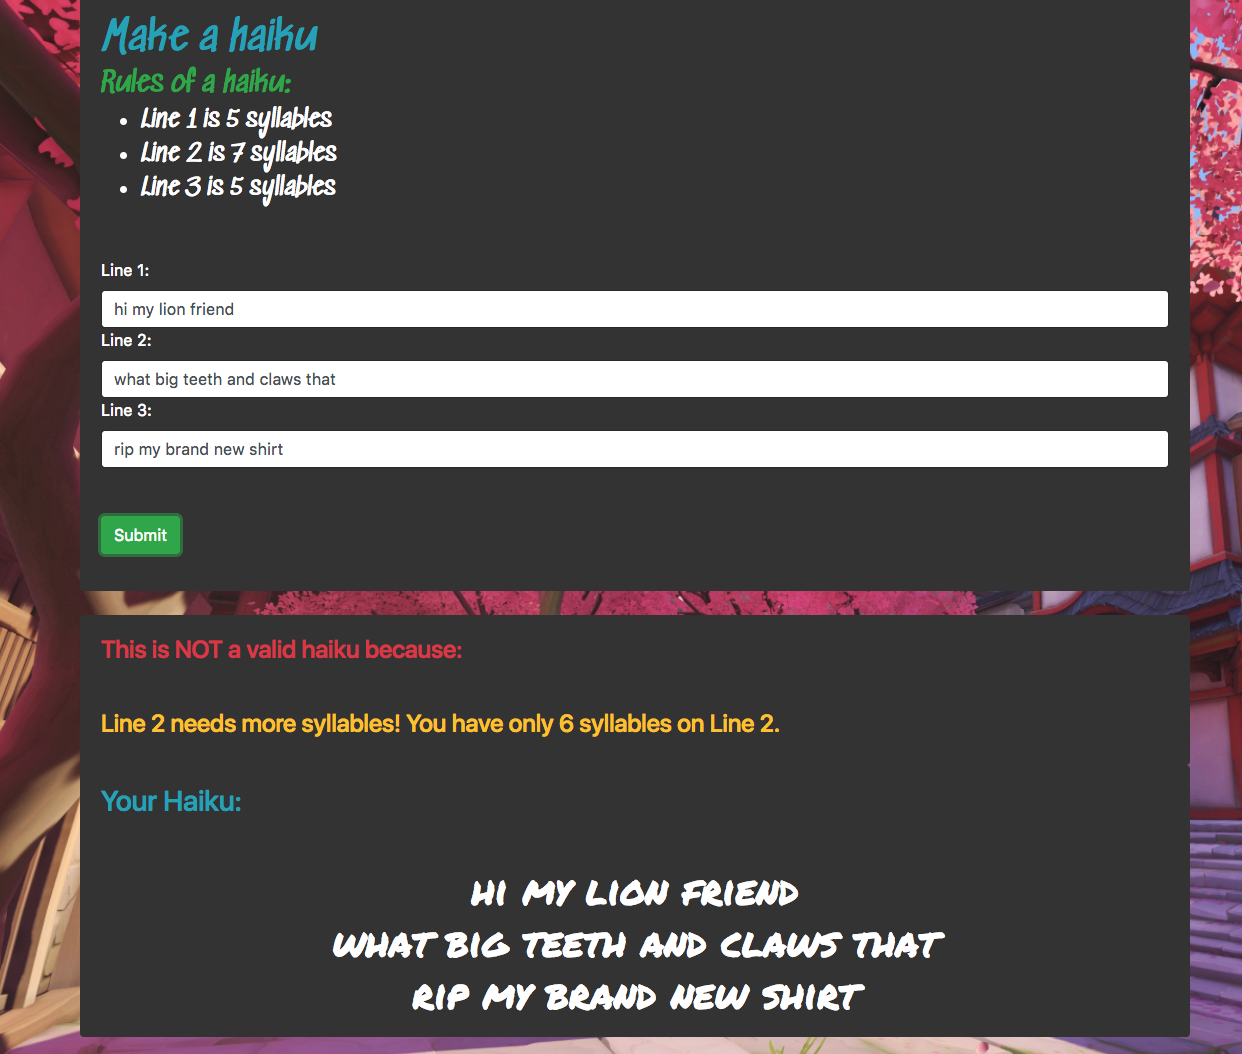 Make a haiku
Rules of a haiku:
Line 1 is 5 syllables
Line 2 is 7 syllables
Line 3 is 5 syllables
Line 1:
hi my lion friend
Line 2:
what big teeth and claws that
Line 3:
rip my brand new shirt
Submit
This is NOT a valid haiku because:
Line 2 needs more syllables! You have only 6 syllables on Line 2.
Your Haiku:
HI MY LION FRIEND
WHAT BIG TEETH AND CLAWS THAT
RIP MY BRAND NEW SHIRT